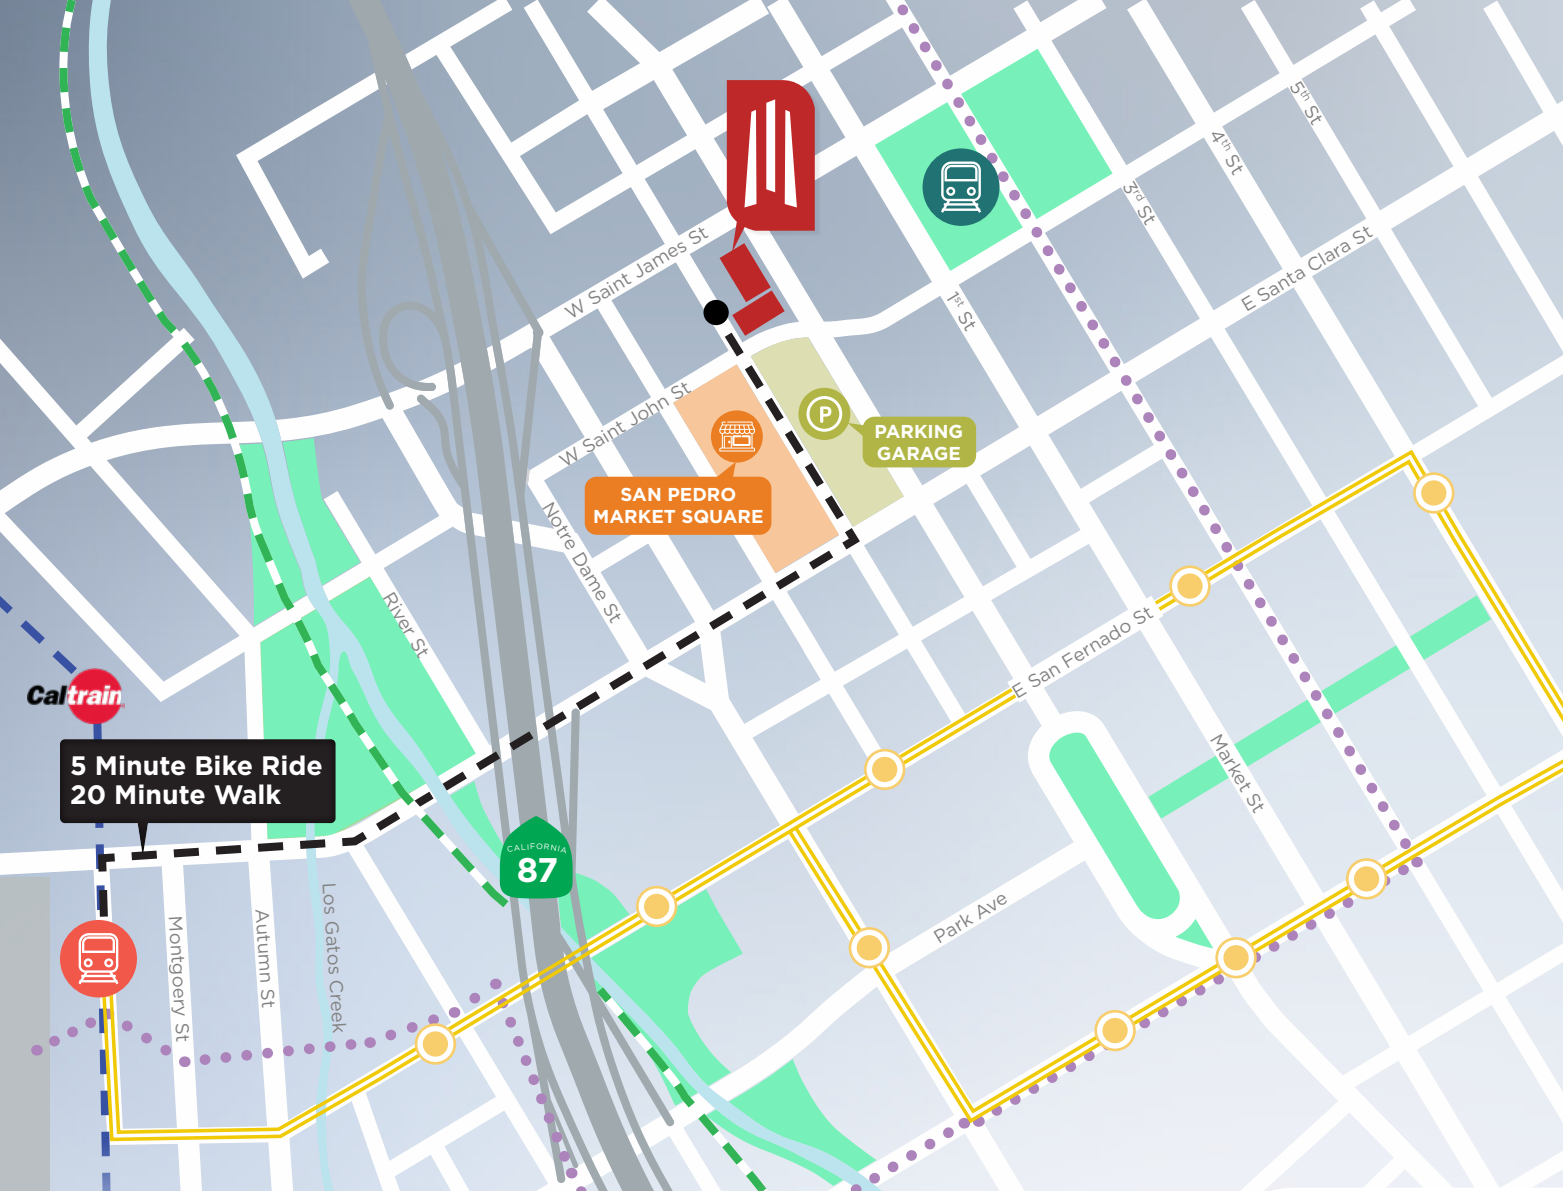 5th St
4th St
3rd St
W Saint James St
E Santa Clara St
1st St
W Saint John St
P
PARKING
GARAGE
SAN PEDRO
MARKET SQUARE
Notre Dame St
River St
E San Fernado St
Caltrain
5 Minute Bike Ride
20 Minute Walk
Market St
CALIFORNIA
87
Park Ave
Montgoery St
Autumn St
Los Gatos Creek